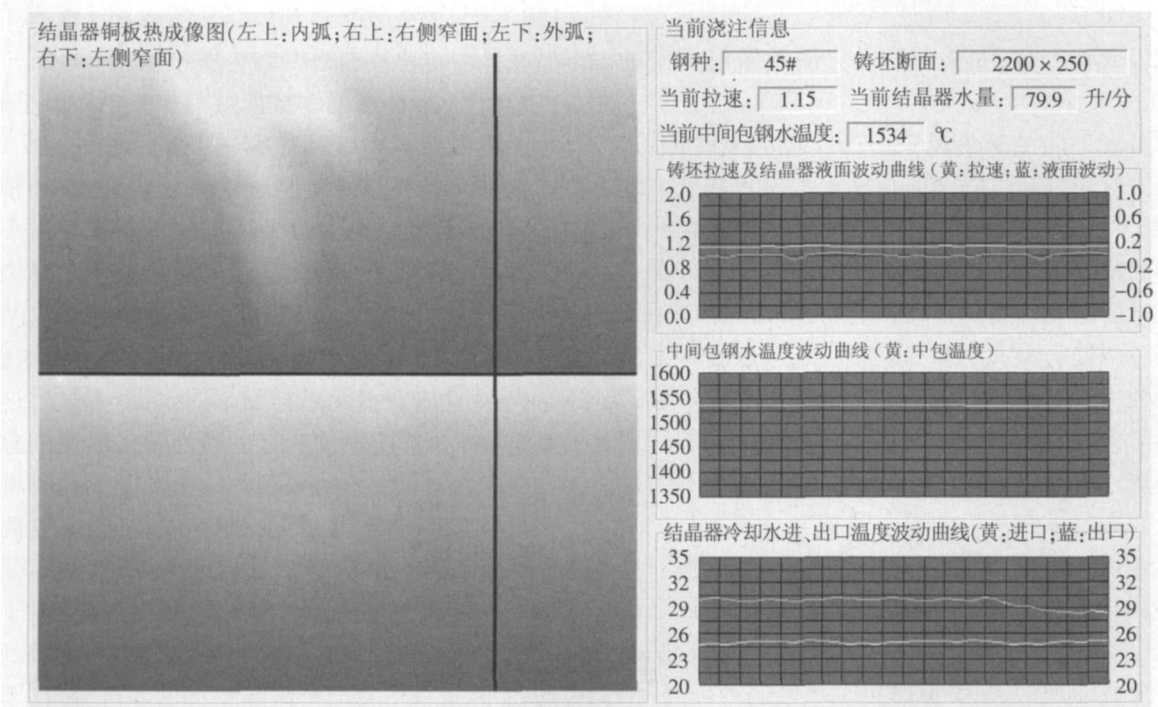 结晶器铜板热成像图(左上:内弧;右上:右侧窄面;左下:外弧;
右下:左侧窄面)
当前浇注信息
钢种: 45# 铸坯断面: 2200×250
当前拉速: 1.15 当前结晶器水量: 79.9 升/分
当前中间包钢水温度: 1534 ℃
铸坯拉速及结晶器液面波动曲线(黄:拉速;蓝:液面波动)
2.0 1.0
1.6 0.6
1.2 0.2
0.8 -0.2
0.4 -0.6
0.0 -1.0
中间包钢水温度波动曲线(黄:中包温度)
1600
1550
1500
1450
1400
1350
结晶器冷却水进、出口温度波动曲线(黄:进口;蓝:出口)
35 35
32 32
29 29
26 26
23 23
20 20